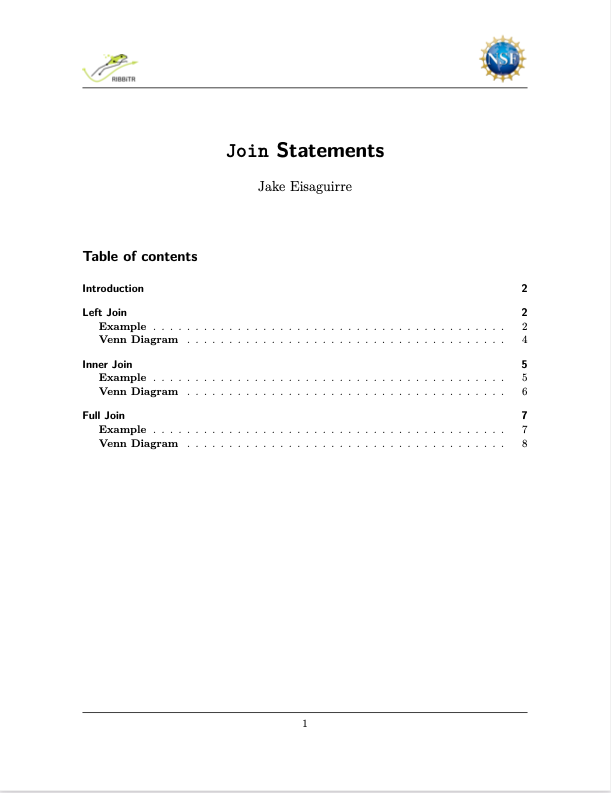 RIBBITR
NSF
Join Statements
Jake Eisaguirre
Table of contents
Introduction 2
Left Join 2
Example . . . . . . . . . . . . . . . . . . . . . . . . . . . . . . . . . . . . . . . . . . 2
Venn Diagram . . . . . . . . . . . . . . . . . . . . . . . . . . . . . . . . . . . . . . 4
Inner Join 5
Example . . . . . . . . . . . . . . . . . . . . . . . . . . . . . . . . . . . . . . . . . . 5
Venn Diagram . . . . . . . . . . . . . . . . . . . . . . . . . . . . . . . . . . . . . . 6
Full Join 7
Example . . . . . . . . . . . . . . . . . . . . . . . . . . . . . . . . . . . . . . . . . . 7
Venn Diagram . . . . . . . . . . . . . . . . . . . . . . . . . . . . . . . . . . . . . . 8
1